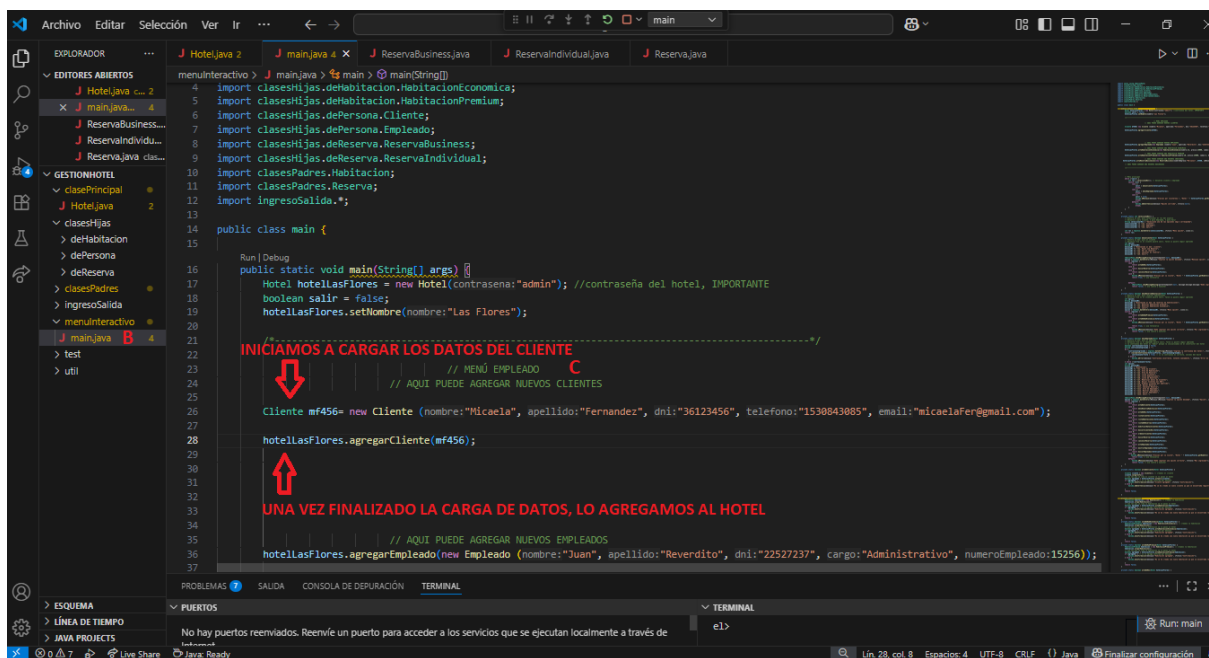 Archivo Editar Selección Ver Ir ··· main
EXPLORADOR ···
EDITORES ABIERTOS
Hotel.java c... 2
main.java... 4
ReservaBusiness....
ReservaIndividu...
Reserva.java clas...
GESTIONHOTEL
clasePrincipal
Hotel.java 2
clasesHijas
deHabitacion
dePersona
deReserva
clasesPadres
ingresoSalida
menuInteractivo
main.java B 4
test
util
ESQUEMA
LÍNEA DE TIEMPO
JAVA PROJECTS
Hotel.java 2 main.java 4 ReservaBusiness.java ReservaIndividual.java Reserva.java
menuInteractivo > main.java > main > main(String[])
4 import clasesHijas.deHabitacion.HabitacionEconomica;
5 import clasesHijas.deHabitacion.HabitacionPremium;
6 import clasesHijas.dePersona.Cliente;
7 import clasesHijas.dePersona.Empleado;
8 import clasesHijas.deReserva.ReservaBusiness;
9 import clasesHijas.deReserva.ReservaIndividual;
10 import clasesPadres.Habitacion;
11 import clasesPadres.Reserva;
12 import ingresoSalida.*;
13
14 public class main {
15
Run | Debug
16 public static void main(String[] args) {
17 Hotel hotelLasFlores = new Hotel(contrasena:"admin"); //contraseña del hotel, IMPORTANTE
18 boolean salir = false;
19 hotelLasFlores.setNombre(nombre:"Las Flores");
20
21 /*---------------------------------------------------------------------------------*/
INICIAMOS A CARGAR LOS DATOS DEL CLIENTE
22
23 // MENÚ EMPLEADO C
24 // AQUI PUEDE AGREGAR NUEVOS CLIENTES
25
26 Cliente mf456= new Cliente (nombre:"Micaela", apellido:"Fernandez", dni:"36123456", telefono:"1530843085", email:"micaelaFer@gmail.com");
27
28 hotelLasFlores.agregarCliente(mf456);
29
30
31
32
33 UNA VEZ FINALIZADO LA CARGA DE DATOS, LO AGREGAMOS AL HOTEL
34
35 // AQUI PUEDE AGREGAR NUEVOS EMPLEADOS
36 hotelLasFlores.agregarEmpleado(new Empleado (nombre:"Juan", apellido:"Reverdito", dni:"22527237", cargo:"Administrativo", numeroEmpleado:15256));
37
PROBLEMAS 7 SALIDA CONSOLA DE DEPURACIÓN TERMINAL ···
PUERTOS
No hay puertos reenviados. Reenvíe un puerto para acceder a los servicios que se ejecutan localmente a través de
Internet.
TERMINAL
el>
Run: main
0 7 Live Share Java: Ready Lín. 28, col. 8 Espacios: 4 UTF-8 CRLF {} Java Finalizar configuración